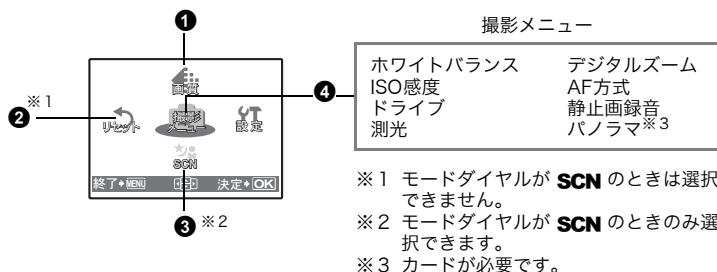 ❶
画質
※1
❷
リセット
撮影メニュー
設定
SCN
終了 MENU
決定 OK
❸ ※2
❹
撮影メニュー
ホワイトバランス デジタルズーム
ISO感度 AF方式
ドライブ 静止画録音
測光 パノラマ※3
※1 モードダイヤルが SCN のときは選択
できません。
※2 モードダイヤルが SCN のときのみ選
択できます。
※3 カードが必要です。